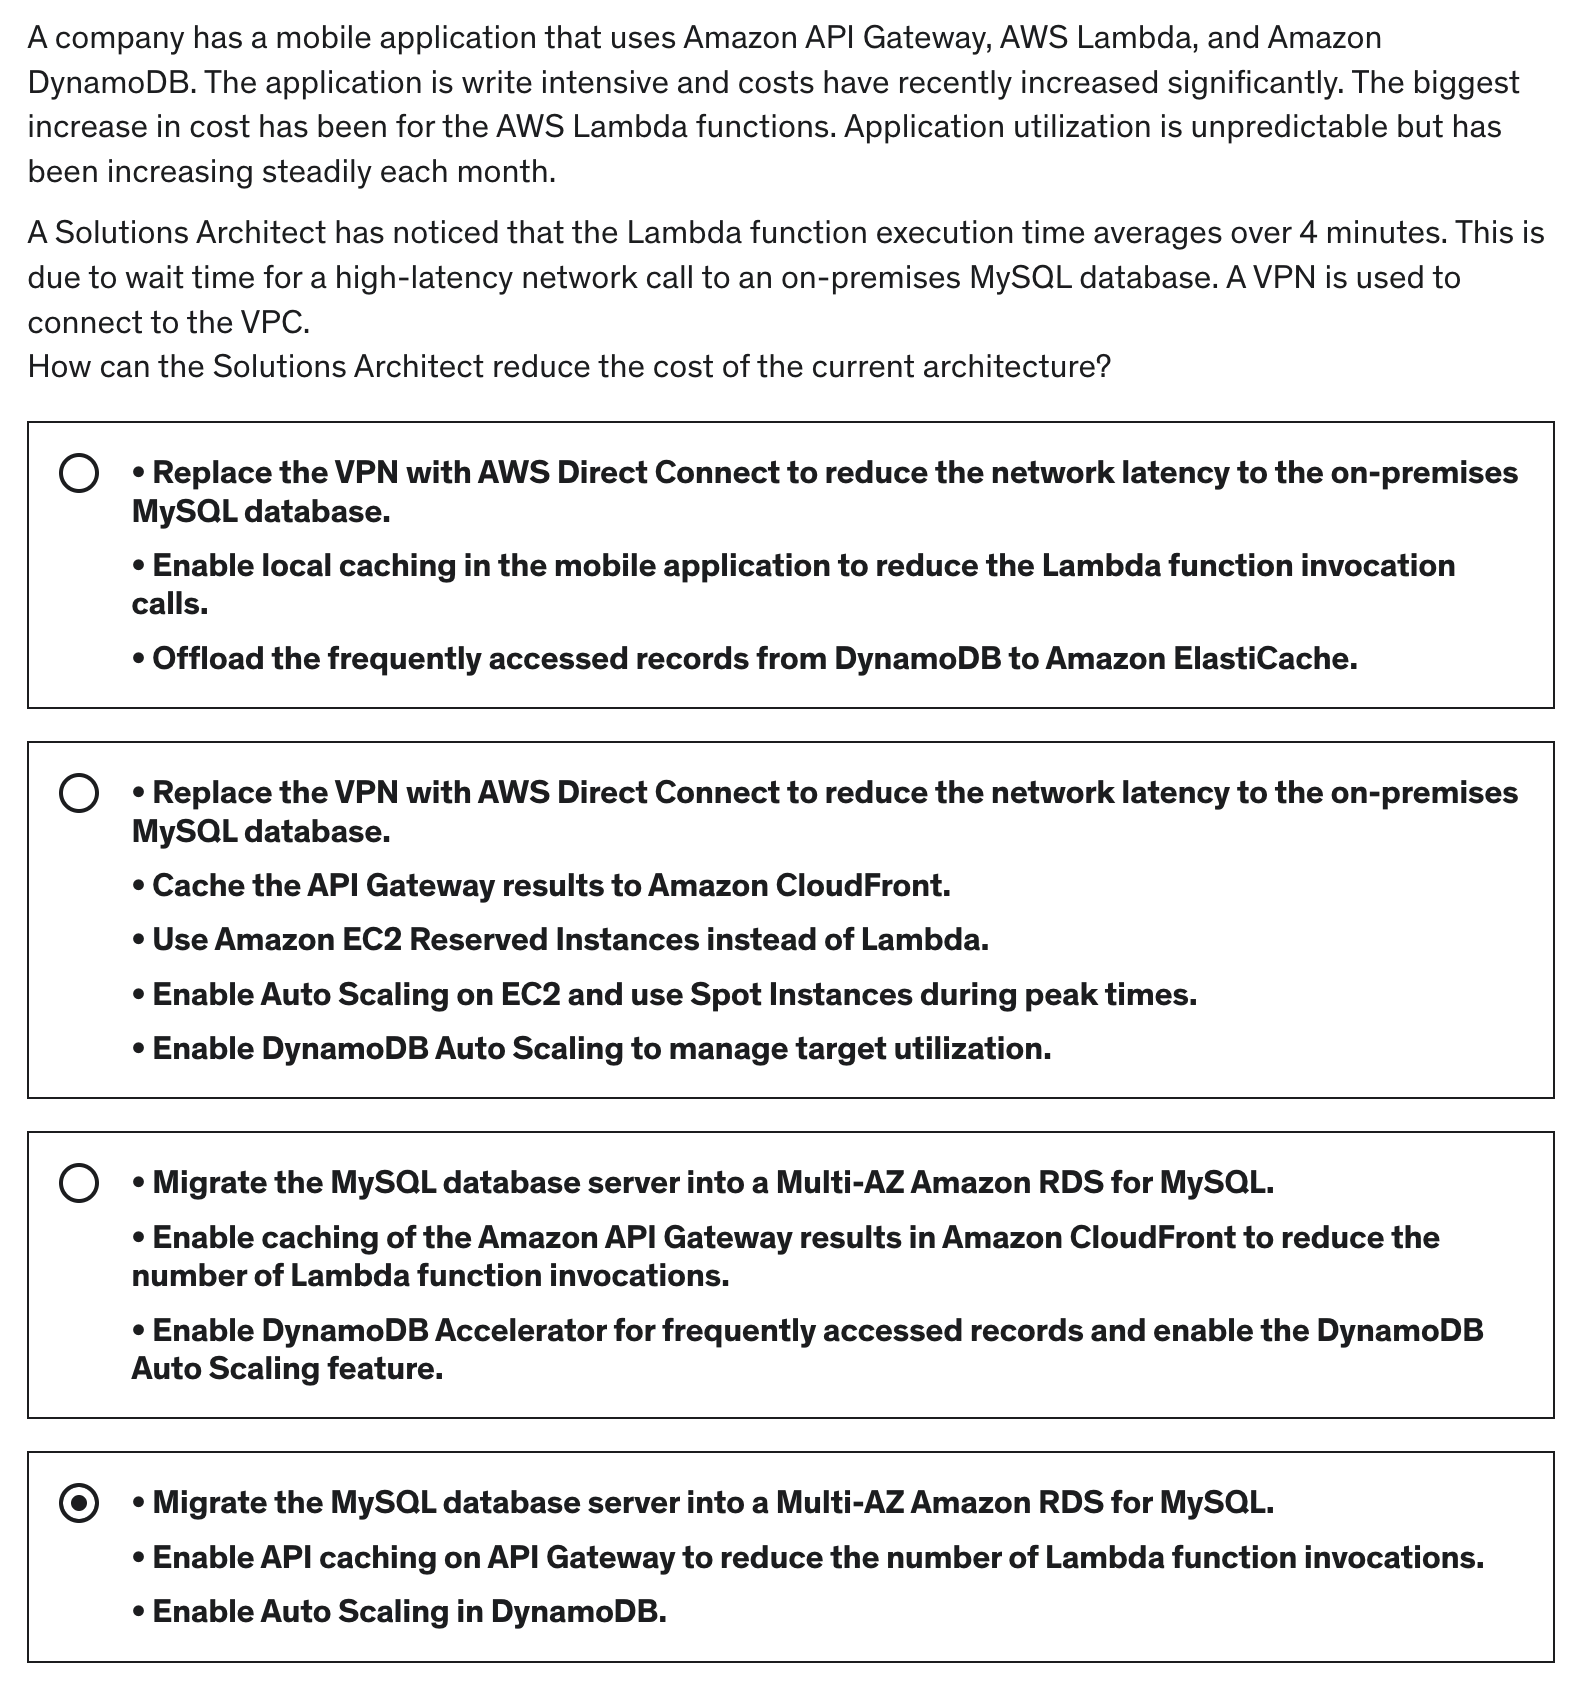 A company has a mobile application that uses Amazon API Gateway, AWS Lambda, and Amazon
DynamoDB. The application is write intensive and costs have recently increased significantly. The biggest
increase in cost has been for the AWS Lambda functions. Application utilization is unpredictable but has
been increasing steadily each month.
A Solutions Architect has noticed that the Lambda function execution time averages over 4 minutes. This is
due to wait time for a high-latency network call to an on-premises MySQL database. A VPN is used to
connect to the VPC.
How can the Solutions Architect reduce the cost of the current architecture?
• Replace the VPN with AWS Direct Connect to reduce the network latency to the on-premises
MySQL database.
• Enable local caching in the mobile application to reduce the Lambda function invocation
calls.
• Offload the frequently accessed records from DynamoDB to Amazon ElastiCache.
• Replace the VPN with AWS Direct Connect to reduce the network latency to the on-premises
MySQL database.
• Cache the API Gateway results to Amazon CloudFront.
• Use Amazon EC2 Reserved Instances instead of Lambda.
• Enable Auto Scaling on EC2 and use Spot Instances during peak times.
• Enable DynamoDB Auto Scaling to manage target utilization.
• Migrate the MySQL database server into a Multi-AZ Amazon RDS for MySQL.
• Enable caching of the Amazon API Gateway results in Amazon CloudFront to reduce the
number of Lambda function invocations.
• Enable DynamoDB Accelerator for frequently accessed records and enable the DynamoDB
Auto Scaling feature.
• Migrate the MySQL database server into a Multi-AZ Amazon RDS for MySQL.
• Enable API caching on API Gateway to reduce the number of Lambda function invocations.
• Enable Auto Scaling in DynamoDB.